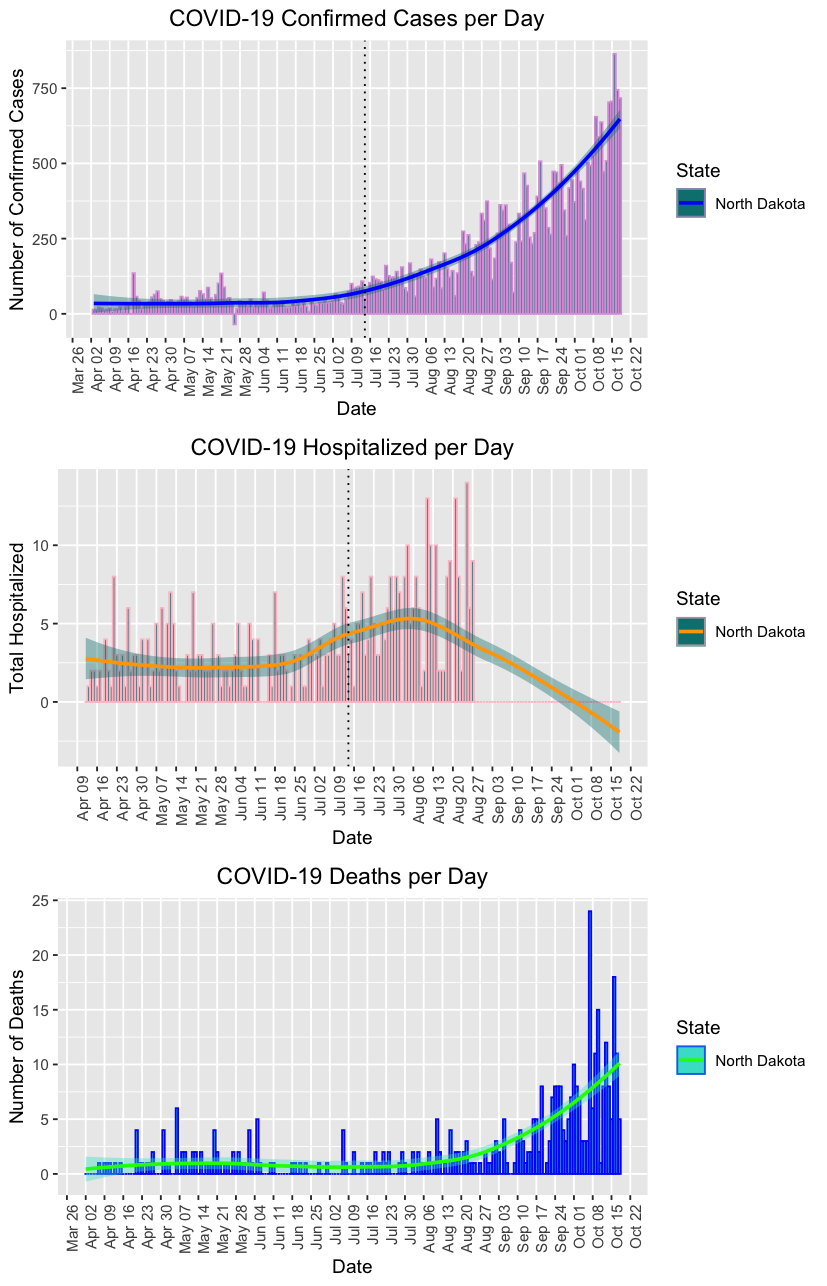 COVID-19 Confirmed Cases per Day
Number of Confirmed Cases
750
500
250
0
Mar 26
Apr 02
Apr 09
Apr 16
Apr 23
Apr 30
May 07
May 14
May 21
May 28
Jun 04
Jun 11
Jun 18
Jun 25
Jul 02
Jul 09
Jul 16
Jul 23
Jul 30
Aug 06
Aug 13
Aug 20
Aug 27
Sep 03
Sep 10
Sep 17
Sep 24
Oct 01
Oct 08
Oct 15
Oct 22
Date
State
North Dakota
COVID-19 Hospitalized per Day
Total Hospitalized
10
5
0
Apr 09
Apr 16
Apr 23
Apr 30
May 07
May 14
May 21
May 28
Jun 04
Jun 11
Jun 18
Jun 25
Jul 02
Jul 09
Jul 16
Jul 23
Jul 30
Aug 06
Aug 13
Aug 20
Aug 27
Sep 03
Sep 10
Sep 17
Sep 24
Oct 01
Oct 08
Oct 15
Oct 22
Date
State
North Dakota
COVID-19 Deaths per Day
Number of Deaths
25
20
15
10
5
0
Mar 26
Apr 02
Apr 09
Apr 16
Apr 23
Apr 30
May 07
May 14
May 21
May 28
Jun 04
Jun 11
Jun 18
Jun 25
Jul 02
Jul 09
Jul 16
Jul 23
Jul 30
Aug 06
Aug 13
Aug 20
Aug 27
Sep 03
Sep 10
Sep 17
Sep 24
Oct 01
Oct 08
Oct 15
Oct 22
Date
State
North Dakota